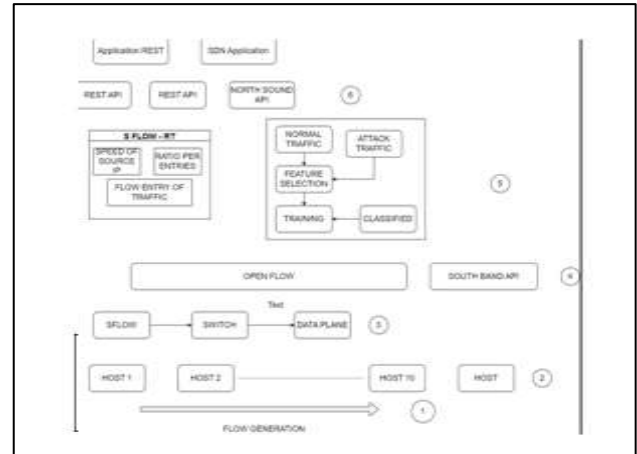 Application REST
SDN Application
REST API
REST API
NORTH SOUND
API
6
S FLOW - RT
SPEED OF
SOURCE
IP
RATIO PER
ENTRIES
FLOW ENTRY OF
TRAFFIC
NORMAL
TRAFFIC
ATTACK
TRAFFIC
FEATURE
SELECTION
TRAINING
CLASSIFIED
5
OPEN FLOW
SOUTH BAND API
4
Text
SFLOW
SWITCH
DATA PLANE
3
HOST 1
HOST 2
HOST 10
HOST
2
1
FLOW GENERATION